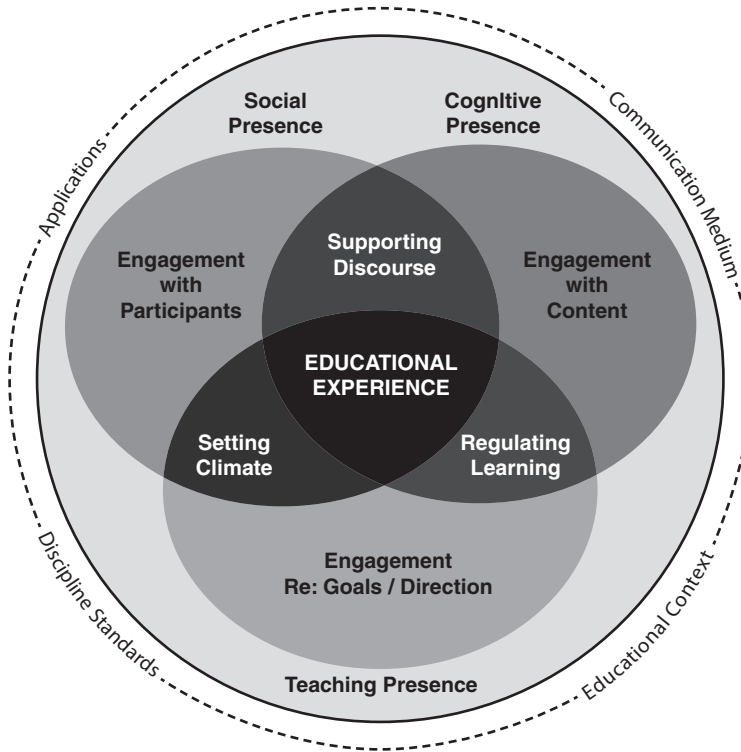 Social
Presence
CognItive
Presence
Applications
Communication Medium
Supporting
Discourse
Engagement
with
Participants
Engagement
with
Content
EDUCATIONAL
EXPERIENCE
Setting
Climate
Regulating
Learning
Engagement
Re: Goals / Direction
Discipline Standards
Educational Context
Teaching Presence